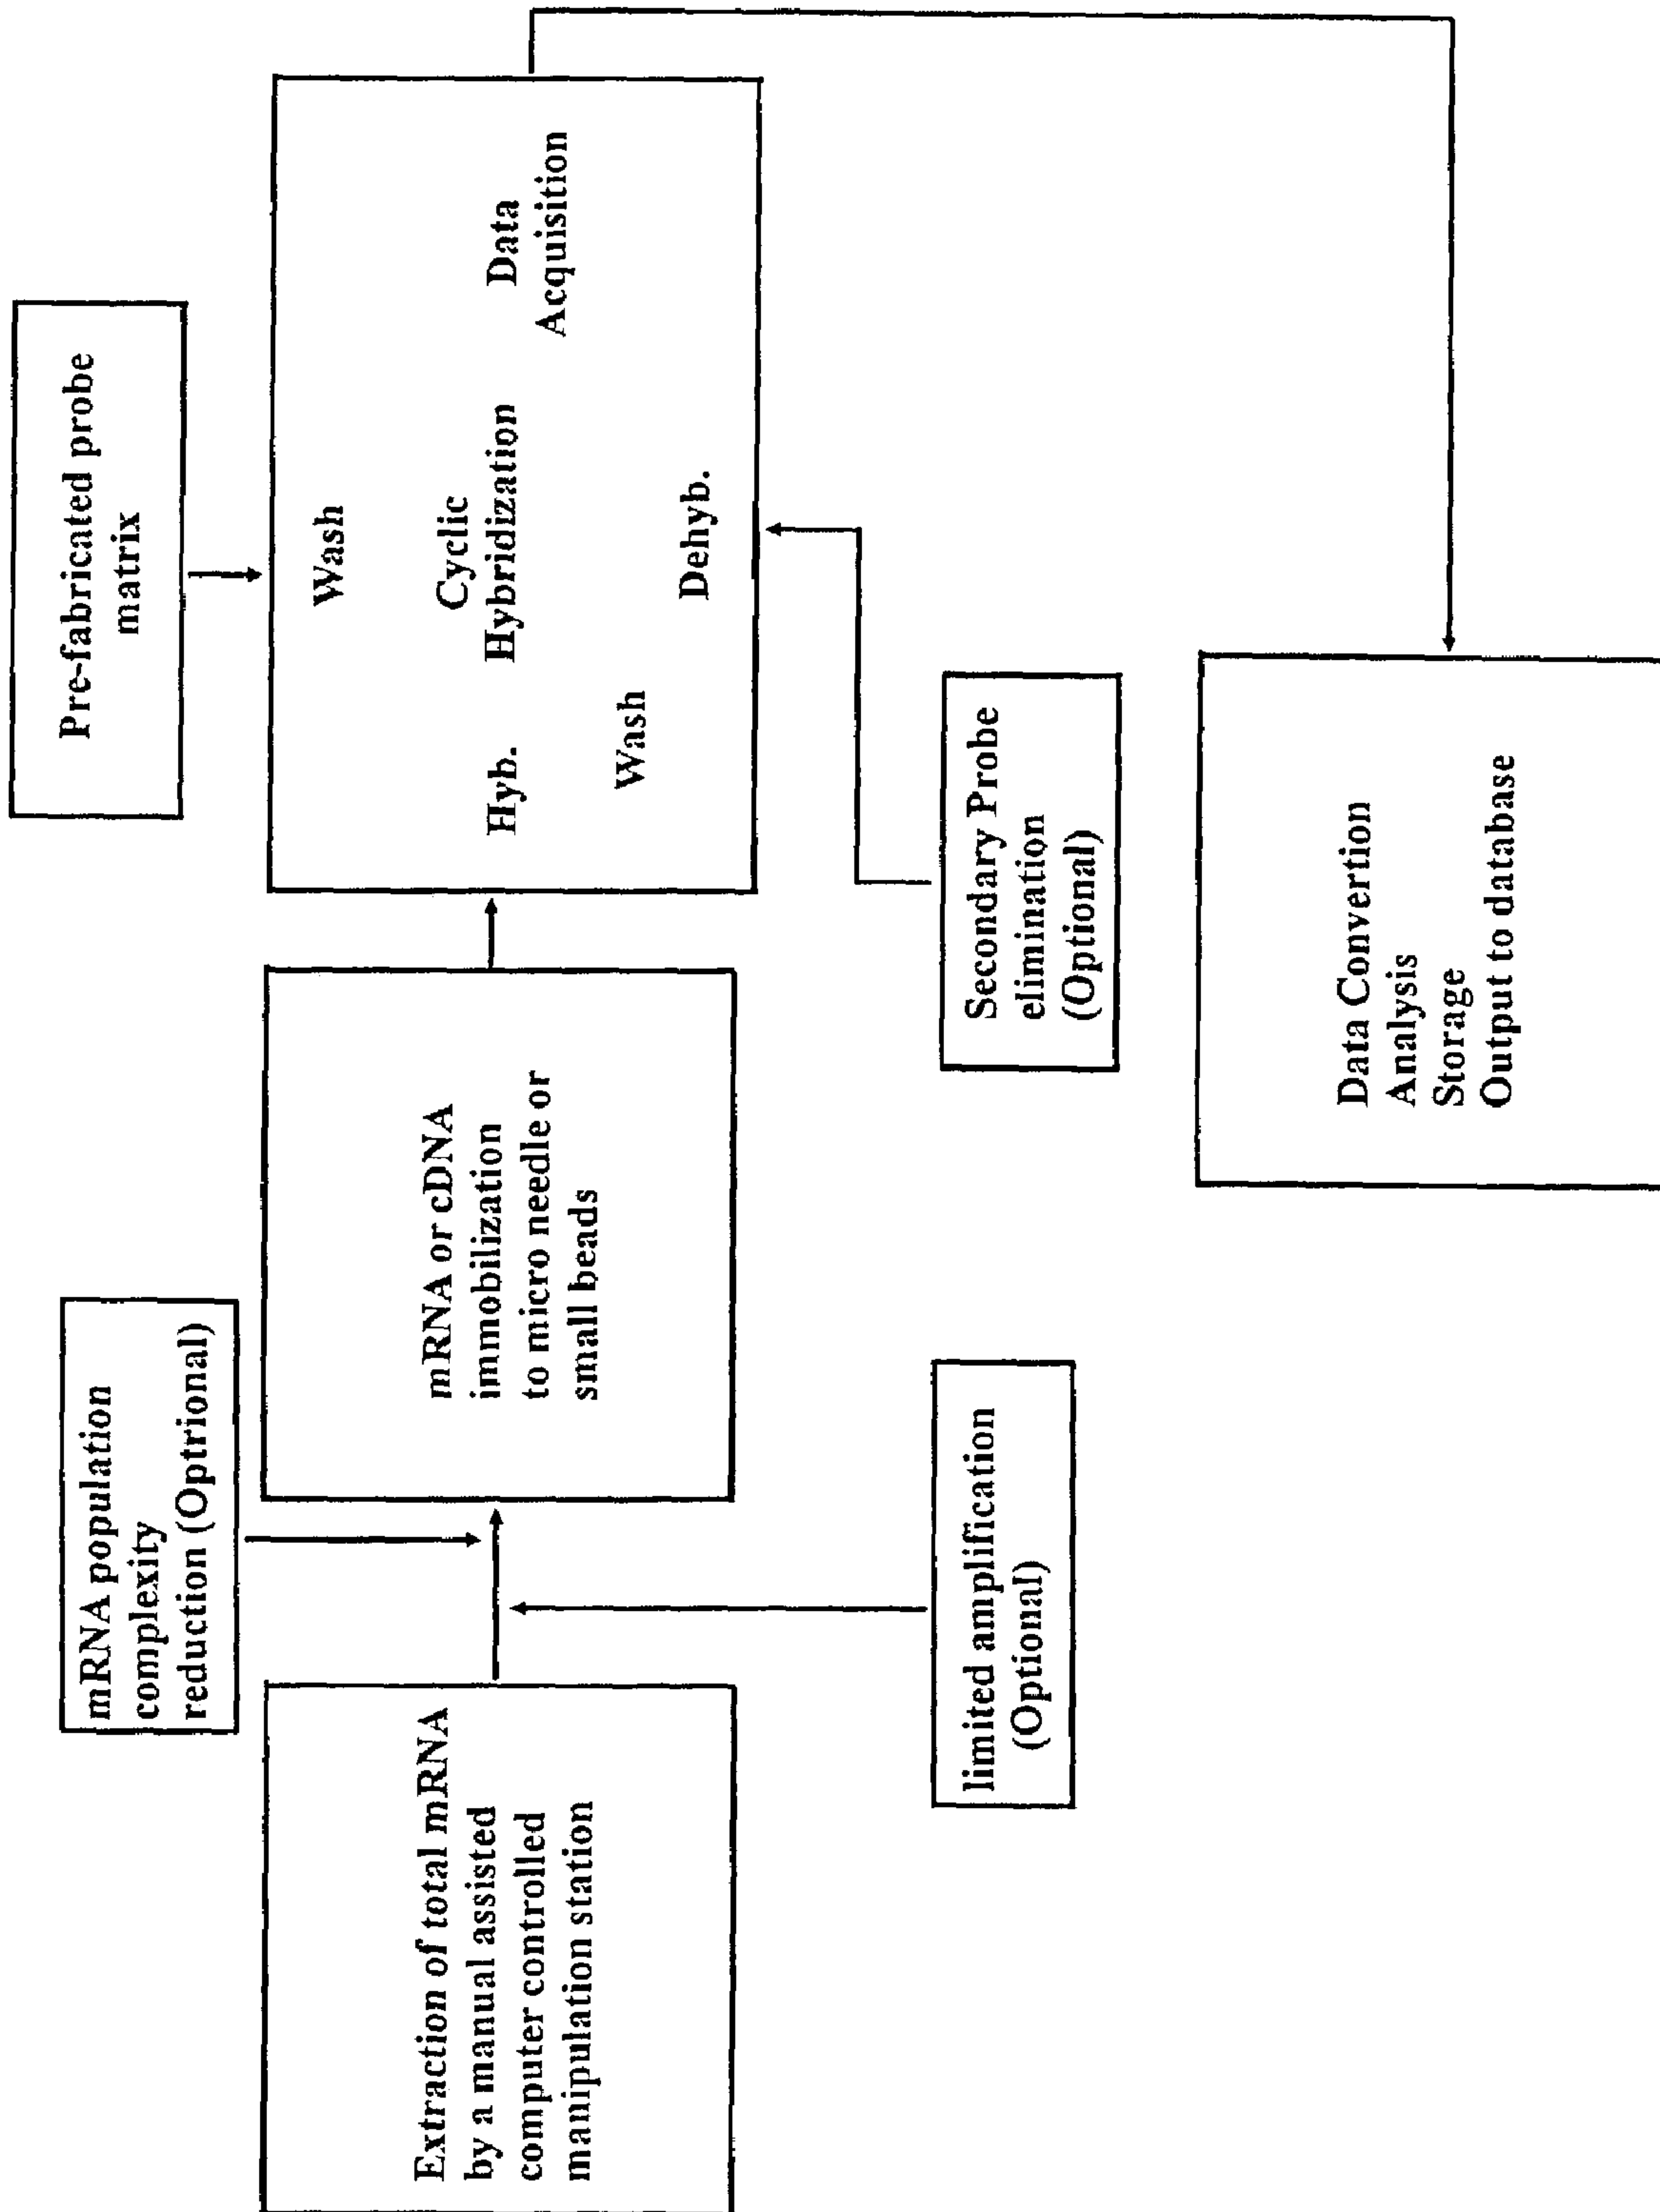 mRNA population
complexity
reduction (Optrional)
Pre-fabricated probe
matrix
Extraction of total mRNA
by a manual assisted
computer controlled
manipulation station
mRNA or cDNA
immobilization
to micro needle or
small beads
Wash
Cyclic
Hybridization
Hyb.
Data
Acquisition
Wash
Dehyb.
limited amplification
(Optional)
Secondary Probe
elimination
(Optional)
Data Convertion
Analysis
Storage
Output to database